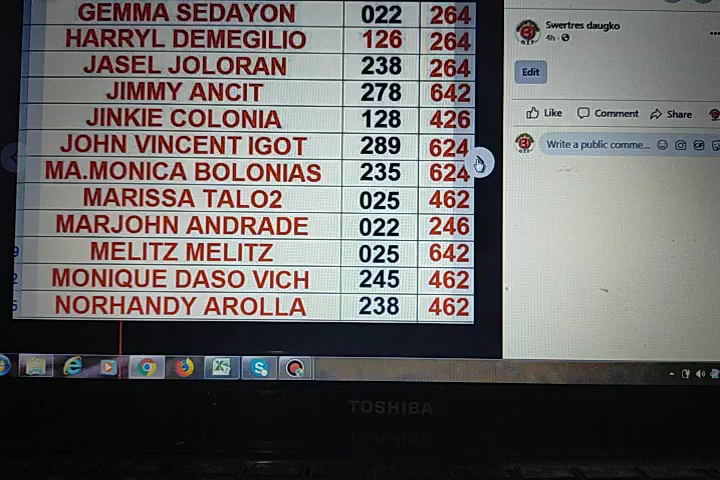 GEMMA SEDAYON 022 264
HARRYL DEMEGILIO 126 264
JASEL JOLORAN 238 264
JIMMY ANCIT 278 642
JINKIE COLONIA 128 426
JOHN VINCENT IGOT 289 624
MA.MONICA BOLONIAS 235 624
MARISSA TALO2 025 462
MARJOHN ANDRADE 022 246
MELITZ MELITZ 025 642
MONIQUE DASO VICH 245 462
NORHANDY AROLLA 238 462
Swertres daugko
4h
Edit
Like Comment Share
Write a public comme...
TOSHIBA